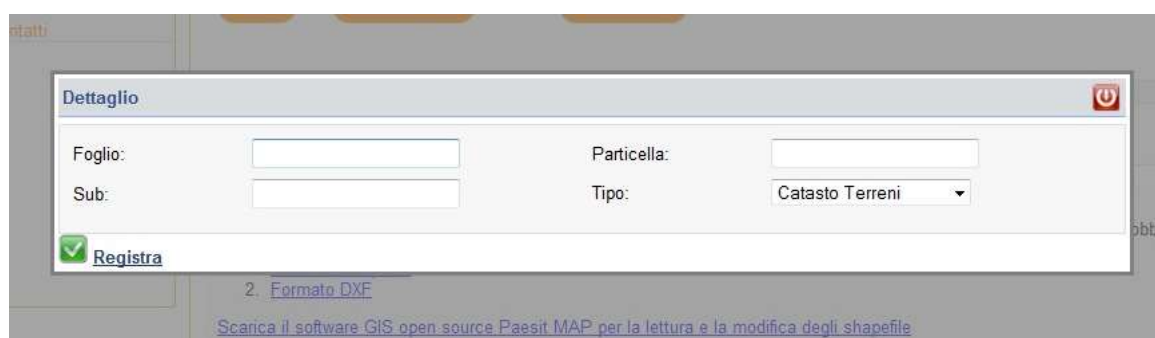 ntatti
Dettaglio
Foglio: Particella:
Sub: Tipo: Catasto Terreni
Registra
2. Formato DXF
Scarica il software GIS open source Paesit MAP per la lettura e la modifica degli shapefile